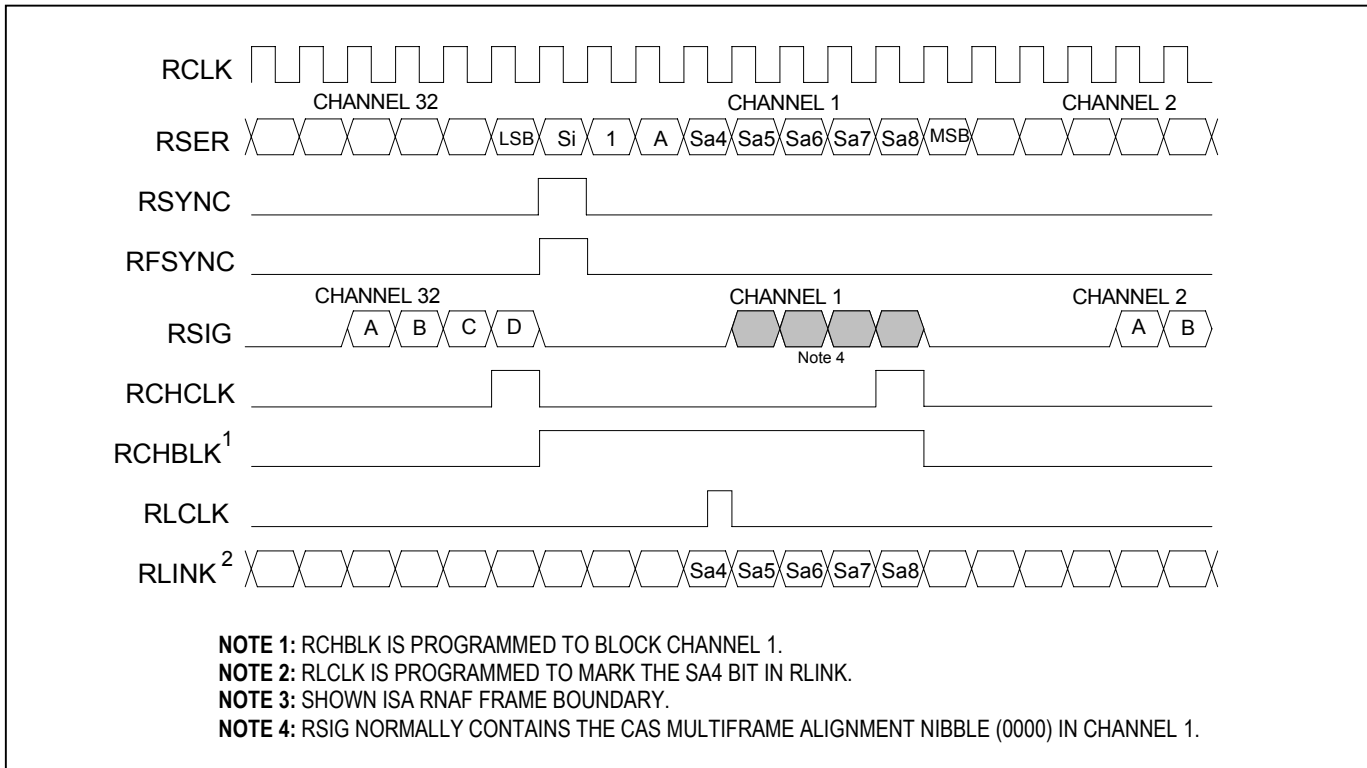 RCLK
CHANNEL 32 CHANNEL 1 CHANNEL 2
RSER LSB Si 1 A Sa4 Sa5 Sa6 Sa7 Sa8 MSB
RSYNC
RFSYNC
CHANNEL 32 CHANNEL 1 CHANNEL 2
RSIG A B C D A B
Note 4
RCHCLK
RCHBLK1
RLCLK
RLINK2 Sa4 Sa5 Sa6 Sa7 Sa8
NOTE 1: RCHBLK IS PROGRAMMED TO BLOCK CHANNEL 1.
NOTE 2: RLCLK IS PROGRAMMED TO MARK THE SA4 BIT IN RLINK.
NOTE 3: SHOWN ISA RNAF FRAME BOUNDARY.
NOTE 4: RSIG NORMALLY CONTAINS THE CAS MULTIFRAME ALIGNMENT NIBBLE (0000) IN CHANNEL 1.